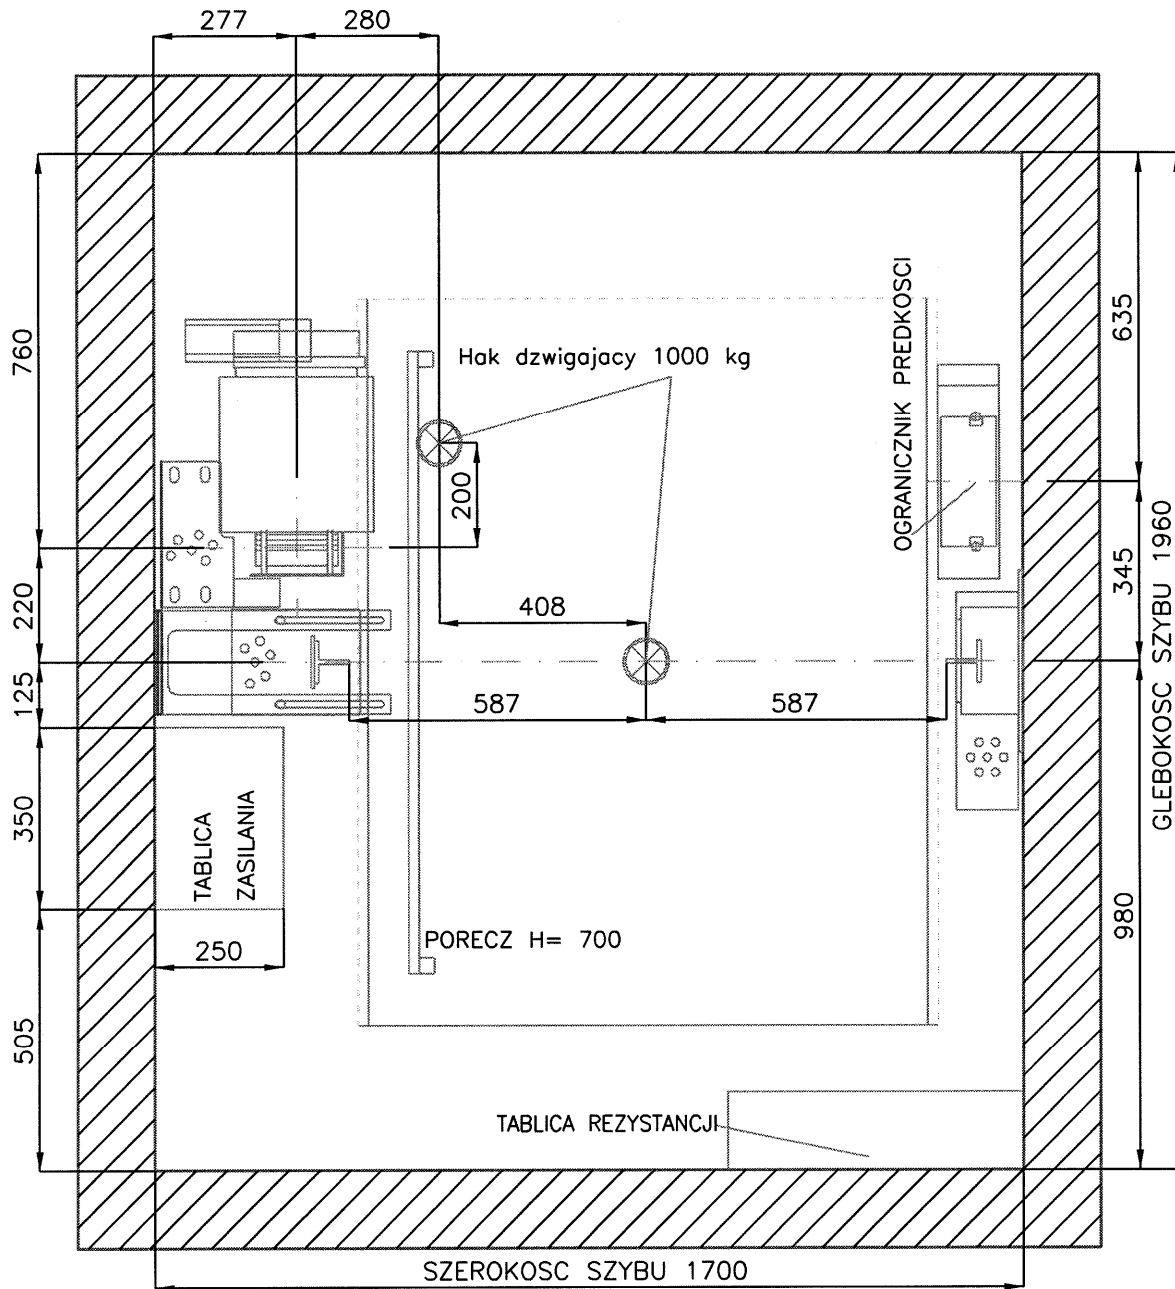 277
280
760
220
125
350
505
Hak dzwigajacy 1000 kg
OGRANICZNIK PREDKOSCI
635
345
980
GLEBOKOSC SZYBU 1960
200
408
587
587
TABLICA
ZASILANIA
250
PORECZ H= 700
TABLICA REZYSTANCJI
SZEROKOSC SZYBU 1700